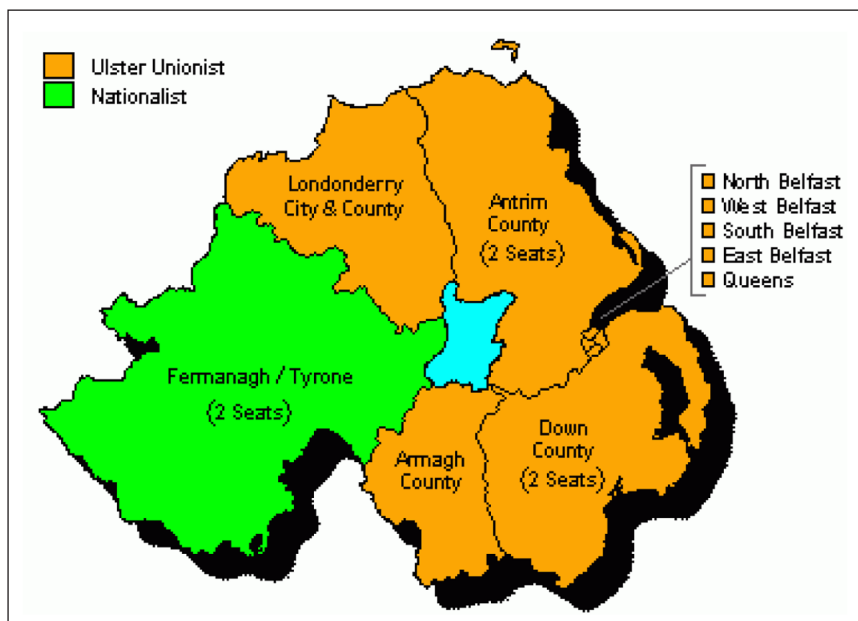 Ulster Unionist
Nationalist
Londonderry
City & County
Antrim
County
(2 Seats)
North Belfast
West Belfast
South Belfast
East Belfast
Queens
Fermanagh / Tyrone
(2 Seats)
Armagh
County
Down
County
(2 Seats)